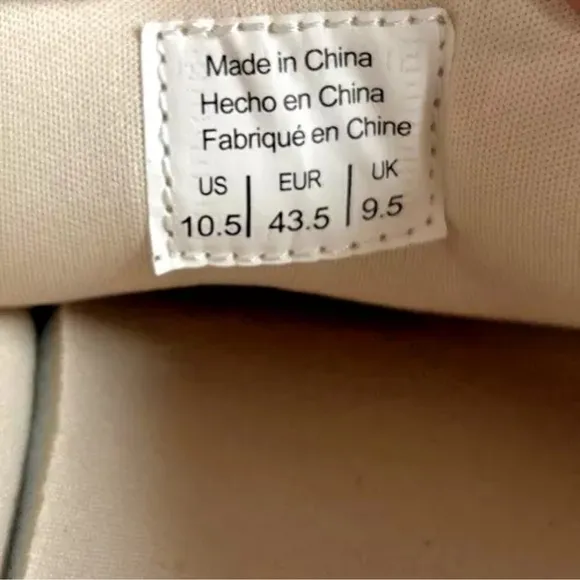 Made in China
Hecho en China
Fabriqué en Chine
US | EUR | UK
10.5 | 43.5 | 9.5